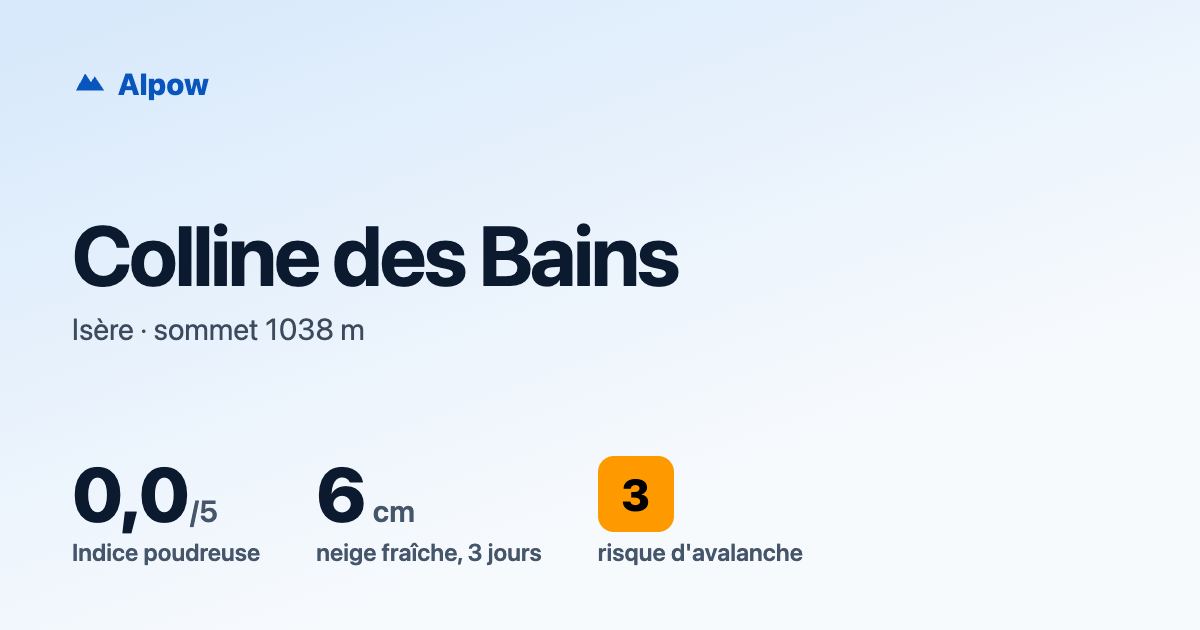 Alpow
Colline des Bains
Isère · sommet 1038 m
0,0/5
Indice poudreuse
6 cm
neige fraîche, 3 jours
3
risque d'avalanche